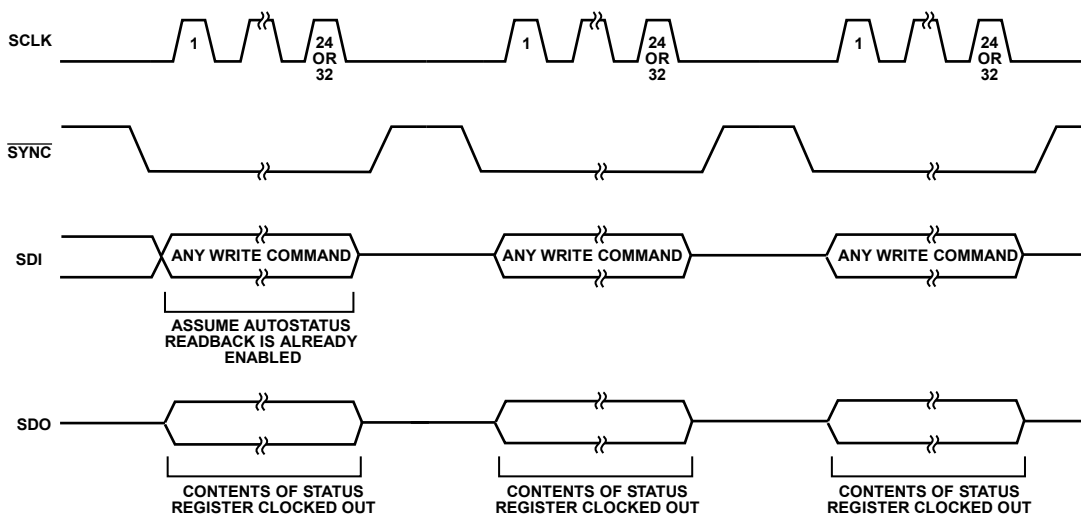 SCLK
1
24
OR
32
1
24
OR
32
1
24
OR
32
SYNC
SDI
ANY WRITE COMMAND
ANY WRITE COMMAND
ANY WRITE COMMAND
ASSUME AUTOSTATUS
READBACK IS ALREADY
ENABLED
SDO
CONTENTS OF STATUS
REGISTER CLOCKED OUT
CONTENTS OF STATUS
REGISTER CLOCKED OUT
CONTENTS OF STATUS
REGISTER CLOCKED OUT